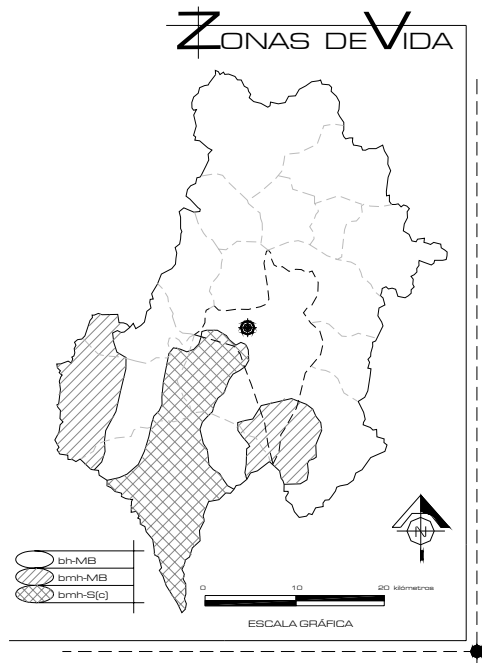 ZONAS DE VIDA
N
bh-MB
bmh-MB
bmh-S(c)
0 10 20 kilómetros
ESCALA GRÁFICA